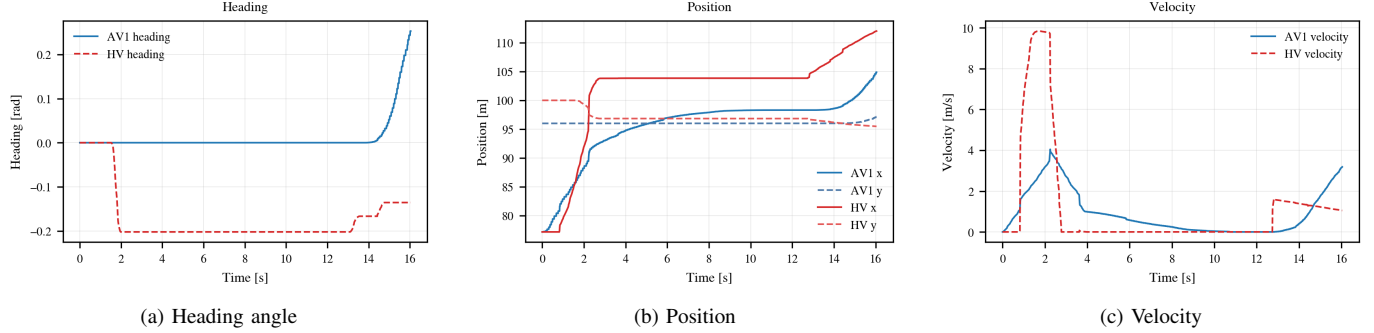 Heading
AV1 heading
HV heading
0.2
0.1
0.0
−0.1
−0.2
Heading [rad]
0 2 4 6 8 10 12 14 16
Time [s]
(a) Heading angle
Position
110
105
100
95
90
85
80
Position [m]
AV1 x
AV1 y
HV x
HV y
0 2 4 6 8 10 12 14 16
Time [s]
(b) Position
Velocity
AV1 velocity
HV velocity
10
8
6
4
2
0
Velocity [m/s]
0 2 4 6 8 10 12 14 16
Time [s]
(c) Velocity